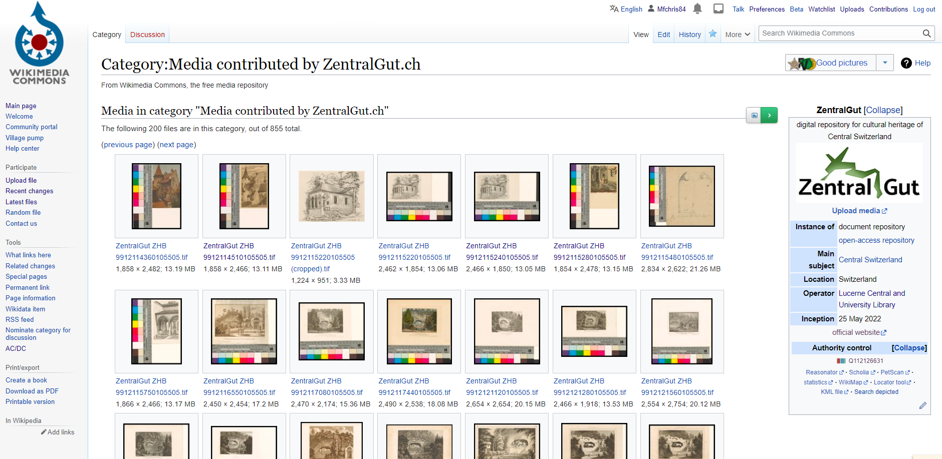 English Mfchris84 Talk Preferences Beta Watchlist Uploads Contributions Log out
Category Discussion View Edit History More Search Wikimedia Commons
WIKIMEDIA
COMMONS
Category:Media contributed by ZentralGut.ch
Good pictures Help
From Wikimedia Commons, the free media repository
Main page
Welcome
Community portal
Village pump
Help center
Participate
Upload file
Recent changes
Latest files
Random file
Contact us
Tools
What links here
Related changes
Special pages
Permanent link
Page information
Wikidata item
RSS feed
Nominate category for
discussion
AC/DC
Print/export
Create a book
Download as PDF
Printable version
In Wikipedia
Add links
Media in category "Media contributed by ZentralGut.ch"
The following 200 files are in this category, out of 855 total.
(previous page) (next page)
ZentralGut ZHB
9912114360105505.tif
1,858 × 2,482; 13.19 MB
ZentralGut ZHB
9912114510105505.tif
1,858 × 2,466; 13.11 MB
ZentralGut ZHB
9912115220105505
(cropped).tif
1,224 × 951; 3.33 MB
ZentralGut ZHB
9912115220105505.tif
2,462 × 1,854; 13.06 MB
ZentralGut ZHB
9912115240105505.tif
2,466 × 1,850; 13.05 MB
ZentralGut ZHB
9912115280105505.tif
1,854 × 2,478; 13.15 MB
ZentralGut ZHB
9912115480105505.tif
2,834 × 2,622; 21.26 MB
ZentralGut ZHB
9912115750105505.tif
1,866 × 2,466; 13.17 MB
ZentralGut ZHB
9912116550105505.tif
2,450 × 2,454; 17.2 MB
ZentralGut ZHB
9912117080105505.tif
2,470 × 2,174; 15.36 MB
ZentralGut ZHB
9912117440105505.tif
2,490 × 2,538; 18.08 MB
ZentralGut ZHB
9912121120105505.tif
2,654 × 2,654; 20.15 MB
ZentralGut ZHB
9912121280105505.tif
2,466 × 1,918; 13.53 MB
ZentralGut ZHB
9912121560105505.tif
2,554 × 2,754; 20.12 MB
ZentralGut [Collapse]
digital repository for cultural heritage of
Central Switzerland
ZentralGut
Upload media
Instance of document repository
open-access repository
Main
subject Central Switzerland
Location Switzerland
Operator Lucerne Central and
University Library
Inception 25 May 2022
official website
Authority control [Collapse]
Q112126631
Reasonator • Scholia • PetScan •
statistics • WikiMap • Locator tool •
KML file • Search depicted